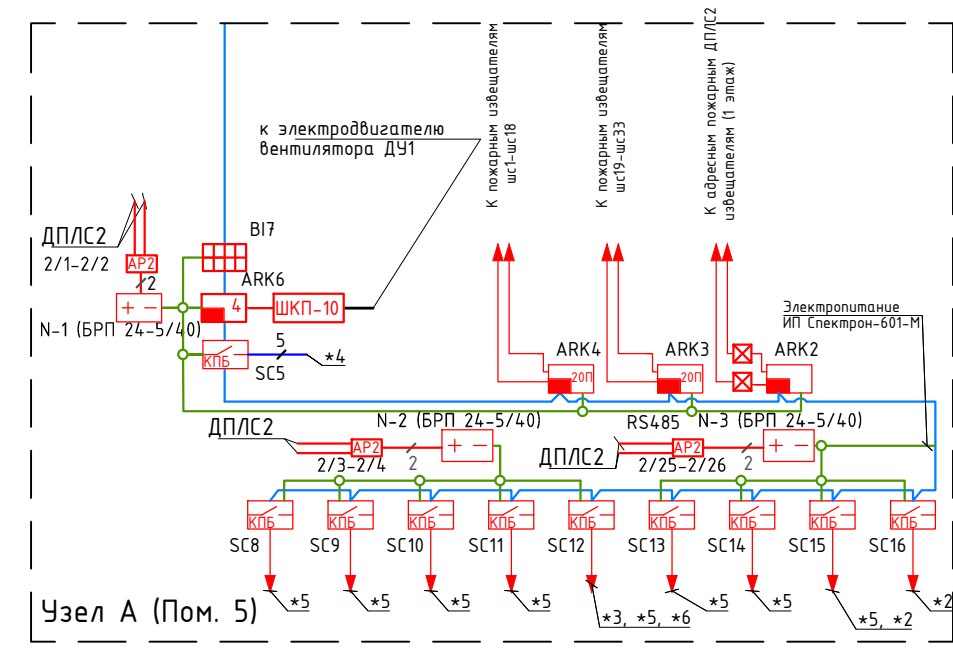 К пожарным извещателям
шс1-шс18
К пожарным извещателям
шс19-шс33
К адресным пожарным ДПЛС2
извещателям (1 этаж)
к электродвигателю
вентилятора ДУ1
ДПЛС2
2/1-2/2
АР2
2
+ -
N-1 (БРП 24-5/40)
BI7
ARK6
4
ШКП-10
КПБ
SC5
5
*4
ARK4
20П
ARK3
20П
ARK2
Электропитание
ИП Спектрон-601-М
RS485
ДПЛС2
АР2
2/3-2/4
2
N-2 (БРП 24-5/40)
+ -
ДПЛС2
АР2
2/25-2/26
2
N-3 (БРП 24-5/40)
+ -
КПБ КПБ КПБ КПБ КПБ КПБ КПБ КПБ КПБ
SC8 SC9 SC10 SC11 SC12 SC13 SC14 SC15 SC16
*5 *5 *5 *5 *3, *5, *6 *5 *5 *5, *2 *2
Узел А (Пом. 5)